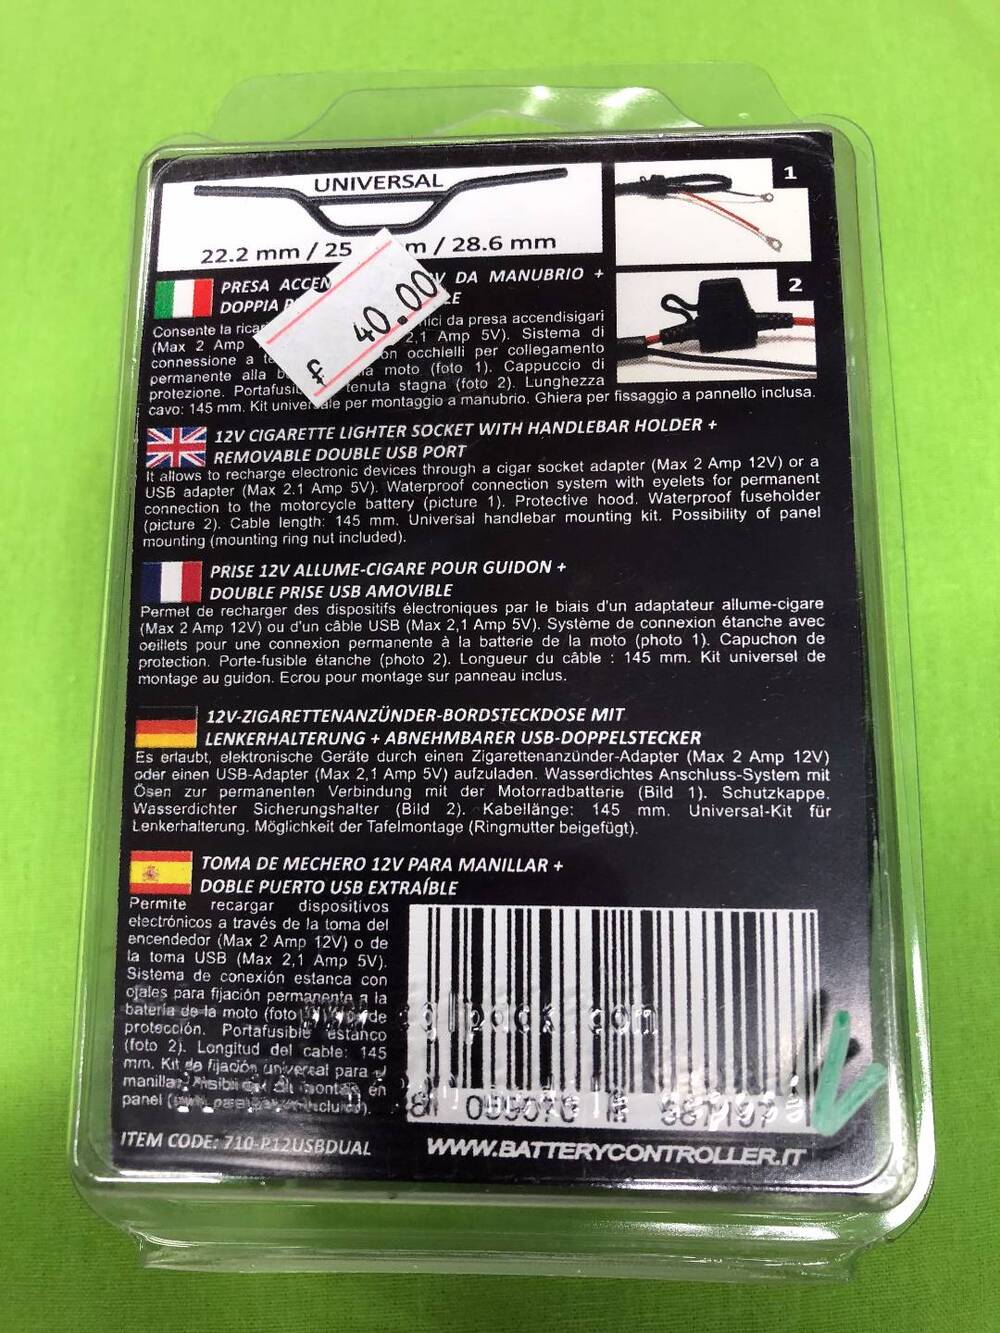 UNIVERSAL
22.2 mm / 25 m / 28.6 mm
1
2
£ 40.00
PRESA ACCEN V DA MANUBRIO +
DOPPIA
Consente la rica nici da presa accendisigari
(Max 2 Amp 2,1 Amp 5V). Sistema di
connessione a te on occhielli per collegamento
permanente alla b la moto (foto 1). Cappuccio di
protezione. Portafusib tenuta stagna (foto 2). Lunghezza
cavo: 145 mm. Kit universale per montaggio a manubrio. Ghiera per fissaggio a pannello inclusa.
12V CIGARETTE LIGHTER SOCKET WITH HANDLEBAR HOLDER +
REMOVABLE DOUBLE USB PORT
It allows to recharge electronic devices through a cigar socket adapter (Max 2 Amp 12V) or a
USB adapter (Max 2.1 Amp 5V). Waterproof connection system with eyelets for permanent
connection to the motorcycle battery (picture 1). Protective hood. Waterproof fuseholder
(picture 2). Cable length: 145 mm. Universal handlebar mounting kit. Possibility of panel
mounting (mounting ring nut included).
PRISE 12V ALLUME-CIGARE POUR GUIDON +
DOUBLE PRISE USB AMOVIBLE
Permet de recharger des dispositifs électroniques par le biais d'un adaptateur allume-cigare
(Max 2 Amp 12V) ou d'un câble USB (Max 2,1 Amp 5V). Système de connexion étanche avec
oeillets pour une connexion permanente à la batterie de la moto (photo 1). Capuchon de
protection. Porte-fusible étanche (photo 2). Longueur du câble : 145 mm. Kit universel de
montage au guidon. Ecrou pour montage sur panneau inclus.
12V-ZIGARETTENANZÜNDER-BORDSTECKDOSE MIT
LENKERHALTERUNG + ABNEHMBARER USB-DOPPELSTECKER
Es erlaubt, elektronische Geräte durch einen Zigarettenanzünder-Adapter (Max 2 Amp 12V)
oder einen USB-Adapter (Max 2,1 Amp 5V) aufzuladen. Wasserdichtes Anschluss-System mit
Ösen zur permanenten Verbindung mit der Motorradbatterie (Bild 1). Schutzkappe.
Wasserdichter Sicherungshalter (Bild 2). Kabellänge: 145 mm. Universal-Kit für
Lenkerhalterung. Möglichkeit der Tafelmontage (Ringmutter beigefügt).
TOMA DE MECHERO 12V PARA MANILLAR +
DOBLE PUERTO USB EXTRAÍBLE
Permite recargar dispositivos
electrónicos a través de la toma del
encendedor (Max 2 Amp 12V) o de
la toma USB (Max 2,1 Amp 5V).
Sistema de conexión estanca con
ojales para fijación permanente a la
batería de la moto (foto de
protección. Portafusible estanco
(foto 2). Longitud del cable: 145
mm. Kit de fijación universal para
manillar. de montaje en
panel
ITEM CODE: 710-P12USBDUAL
WWW.BATTERYCONTROLLER.IT